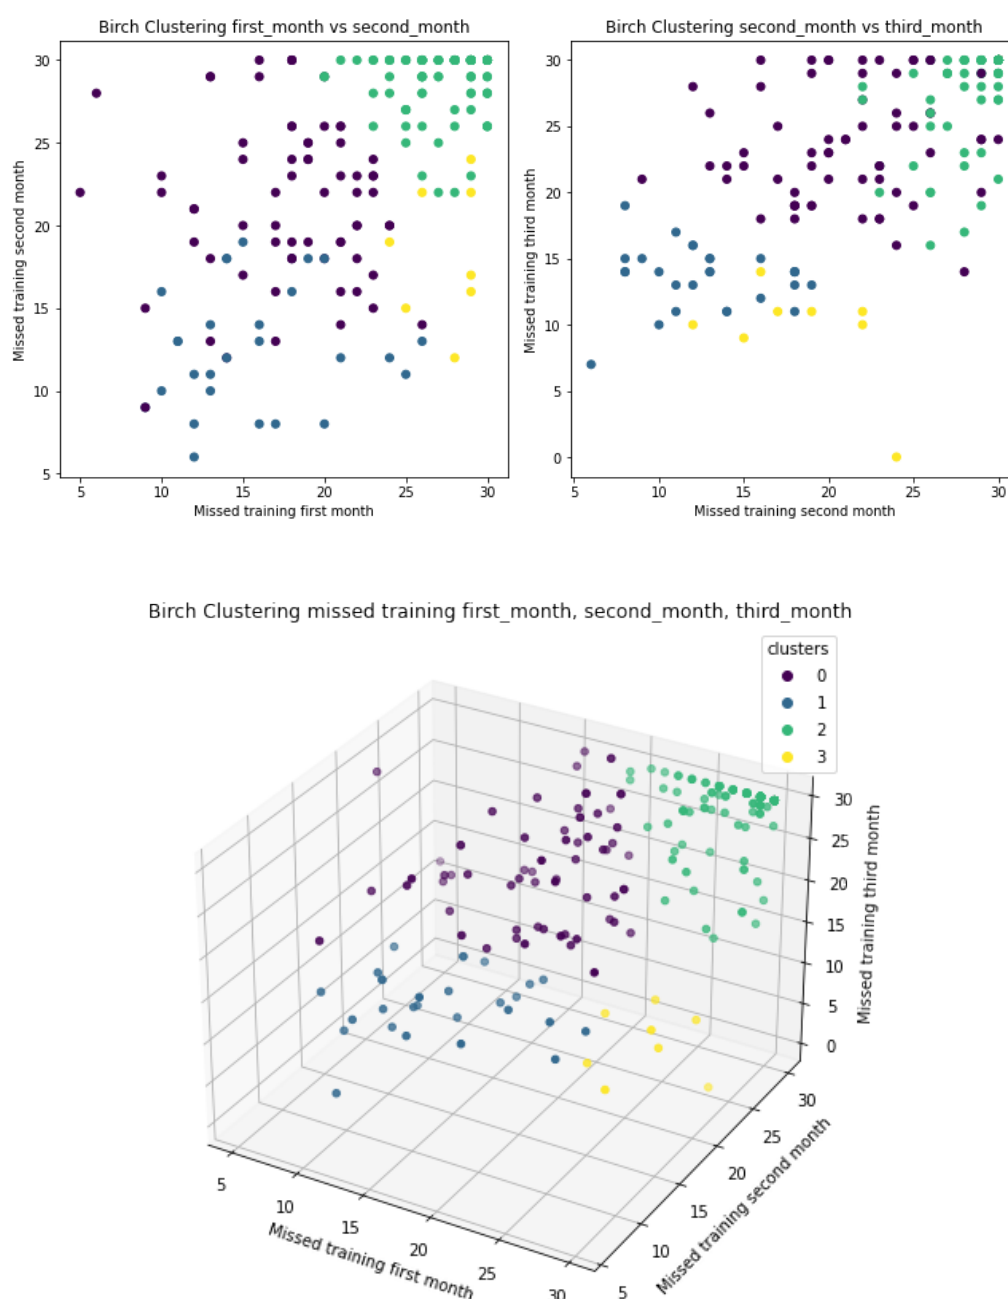 Birch Clustering first_month vs second_month
30
25
20
15
10
5
Missed training second month
5 10 15 20 25 30
Missed training first month
Birch Clustering second_month vs third_month
30
25
20
15
10
5
0
Missed training third month
5 10 15 20 25 30
Missed training second month
Birch Clustering missed training first_month, second_month, third_month
clusters
0
1
2
3
30
25
20
15
10
5
0
Missed training third month
30
25
20
15
10
5
Missed training second month
5
10
15
20
25
30
Missed training first month